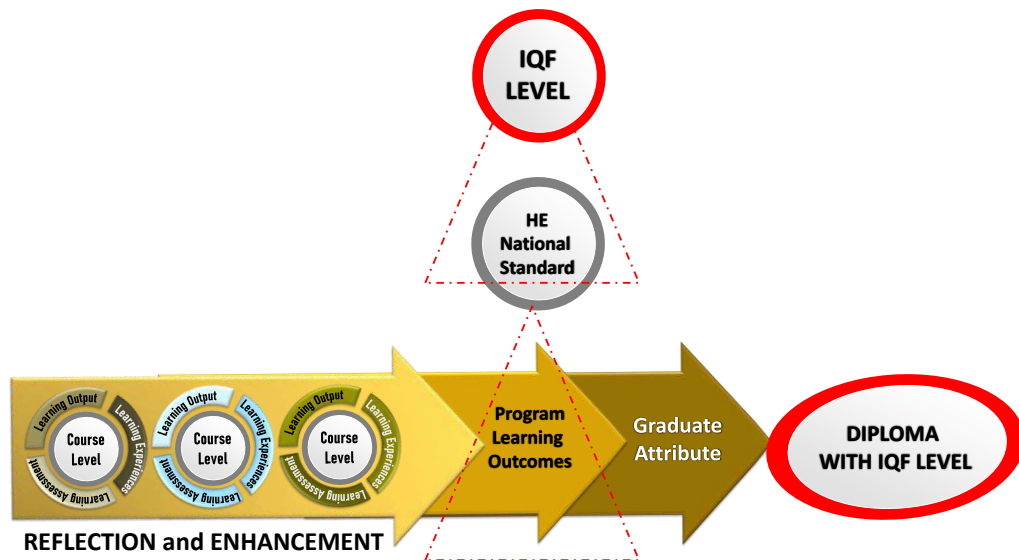 IQF
LEVEL
HE
National
Standard
Learning Output
Learning Experiences
Learning Assessment
Course
Level
Learning Output
Learning Experiences
Learning Assessment
Course
Level
Learning Output
Learning Experiences
Learning Assessment
Course
Level
Program
Learning
Outcomes
Graduate
Attribute
DIPLOMA
WITH IQF LEVEL
REFLECTION and ENHANCEMENT